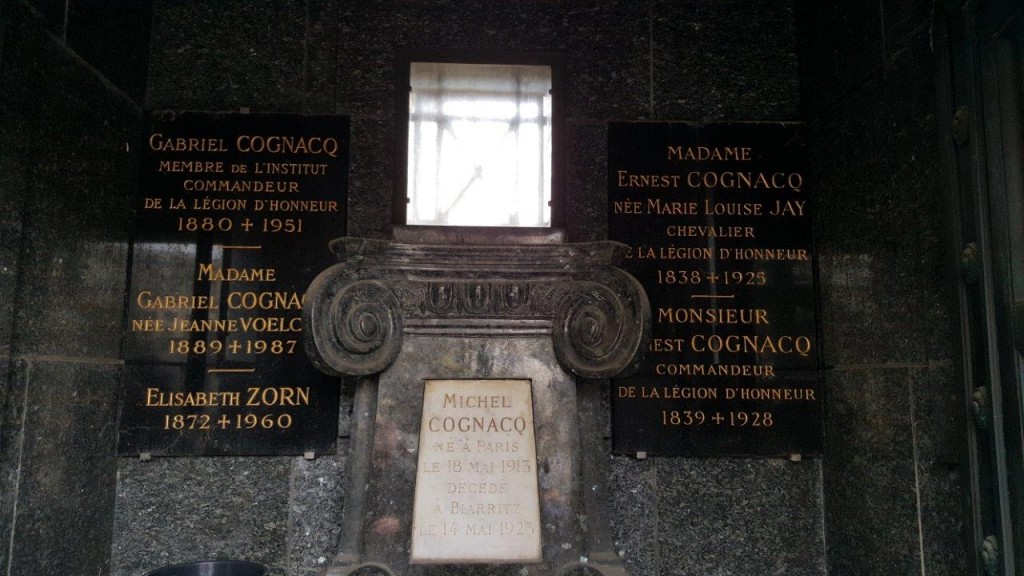 GABRIEL COGNACQ
MEMBRE DE L'INSTITUT
COMMANDEUR
DE LA LÉGION D'HONNEUR
1880 + 1951
MADAME
GABRIEL COGNAC
NÉE JEANNE VOELC
1889 + 1987
ELISABETH ZORN
1872 + 1960
MICHEL
COGNACQ
NÉ À PARIS
LE 18 MAI 1913
DÉCÉDÉ
À BIARRITZ
LE 14 MAI
MADAME
ERNEST COGNACQ
NÉE MARIE LOUISE JAY
CHEVALIER
E LA LÉGION D'HONNEUR
1838 + 1925
MONSIEUR
EST COGNACQ
COMMANDEUR
DE LA LÉGION D'HONNEUR
1839 + 1928